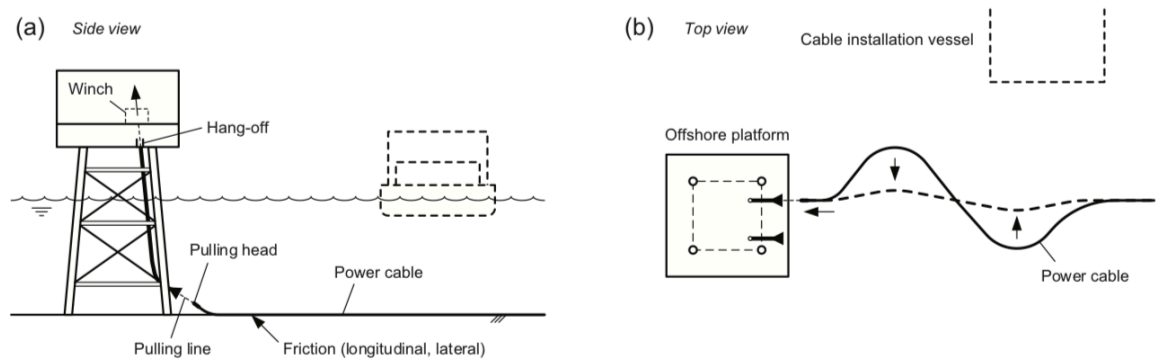 (a) Side view
Winch
Hang-off
Pulling head
Power cable
Pulling line
Friction (longitudinal, lateral)
(b) Top view
Cable installation vessel
Offshore platform
Power cable